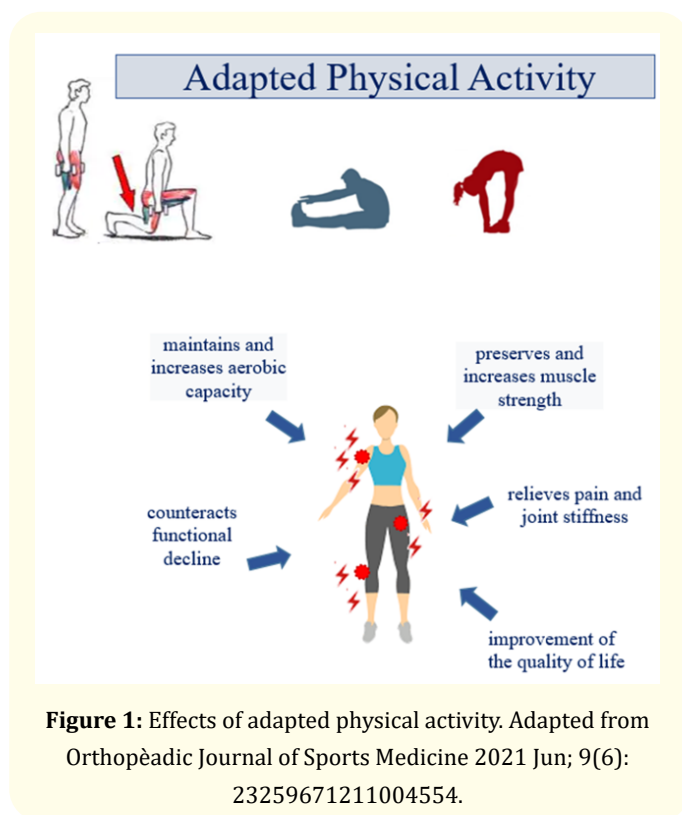 Adapted Physical Activity
maintains and
increases aerobic
capacity
preserves and
increases muscle
strength
counteracts
functional
decline
relieves pain and
joint stiffness
improvement of
the quality of life
Figure 1: Effects of adapted physical activity. Adapted from
Orthopèadic Journal of Sports Medicine 2021 Jun; 9(6):
23259671211004554.